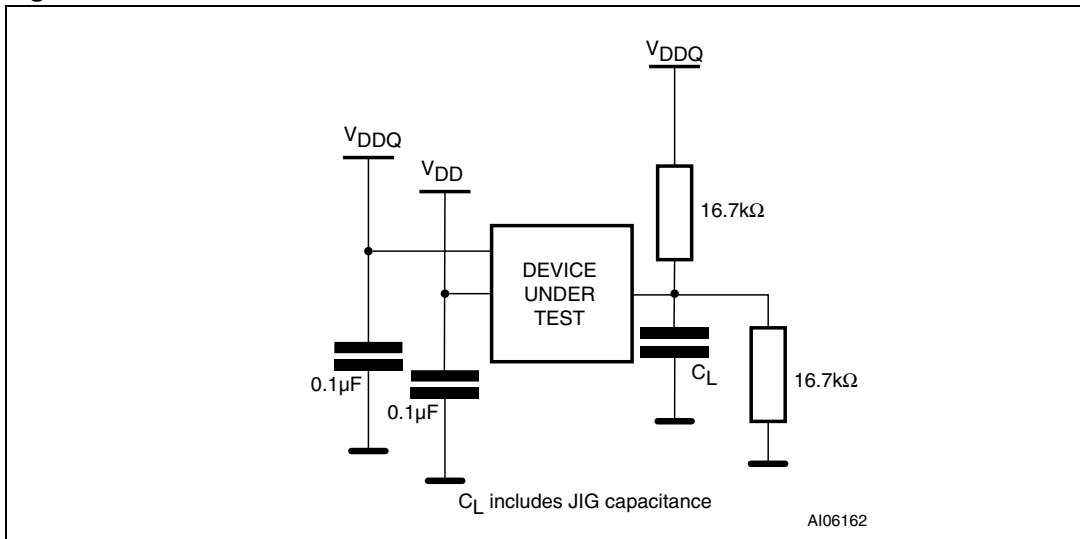 VDDQ
VDDQ
VDD
16.7kΩ
DEVICE
UNDER
TEST
0.1µF
0.1µF
CL
16.7kΩ
CL includes JIG capacitance
AI06162